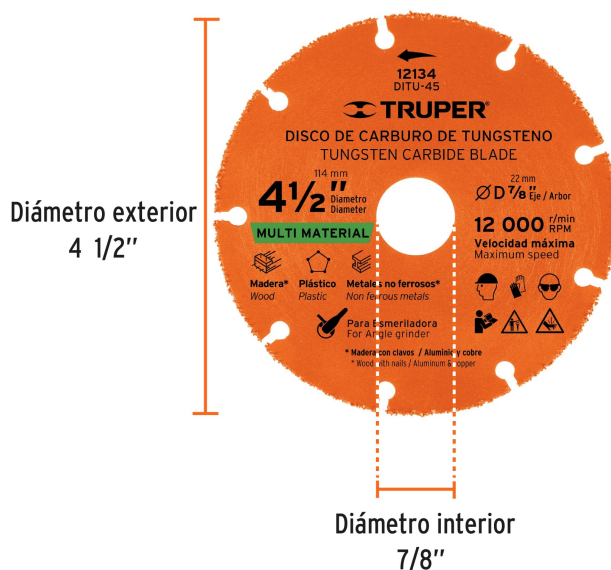 12134
DITU-45
TRUPER®
DISCO DE CARBURO DE TUNGSTENO
TUNGSTEN CARBIDE BLADE
114 mm
4 1/2" Diametro
Diameter
MULTI MATERIAL
22 mm
Ø D 7/8" Eje / Arbor
12 000 r/min
RPM
Velocidad máxima
Maximum speed
Madera* Plástico Metales no ferrosos*
Wood Plastic Non ferrous metals
Para Esmeriladora
For Angle grinder
* Madera con clavos / Aluminio y cobre
* Wood with nails / Aluminum & copper
Diámetro exterior
4 1/2"
Diámetro interior
7/8"